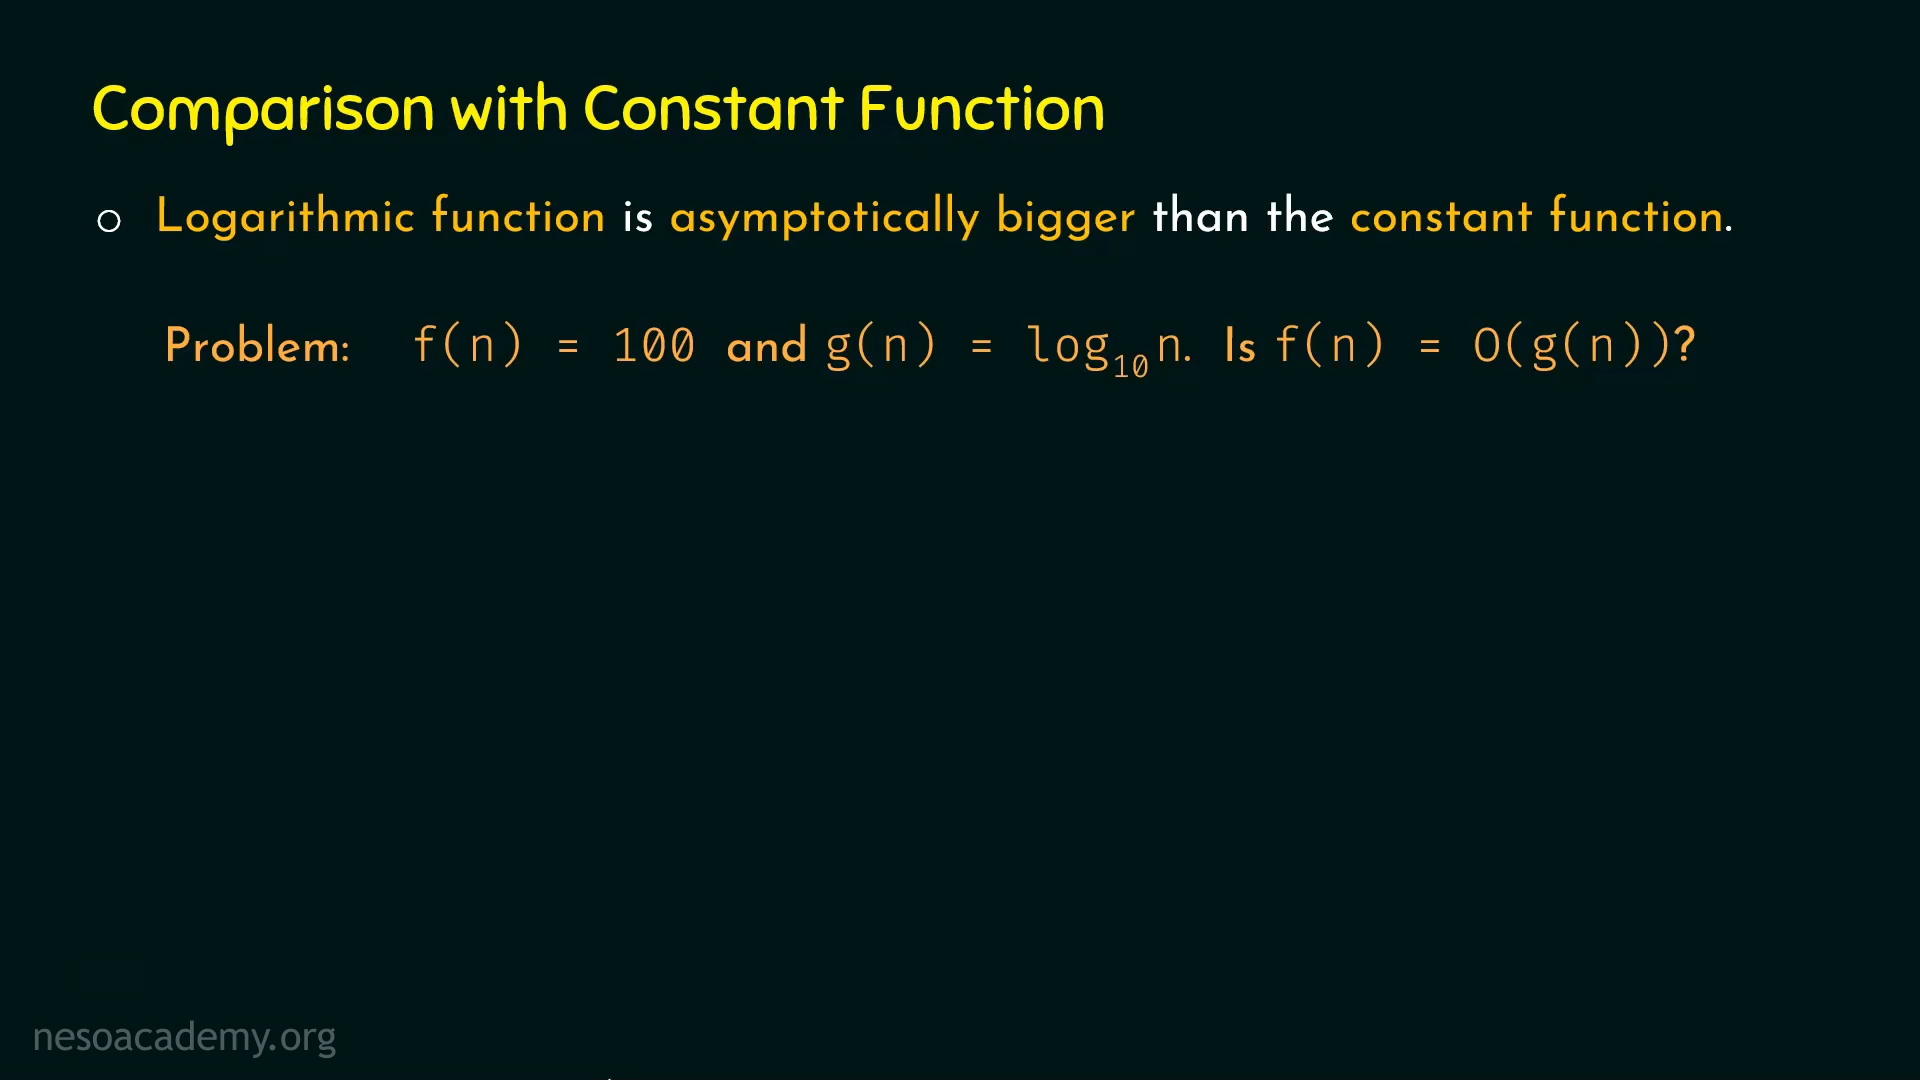 Comparison with Constant Function
○ Logarithmic function is asymptotically bigger than the constant function.
Problem: f(n) = 100 and g(n) = log₁₀n. Is f(n) = O(g(n))?
nesoacademy.org